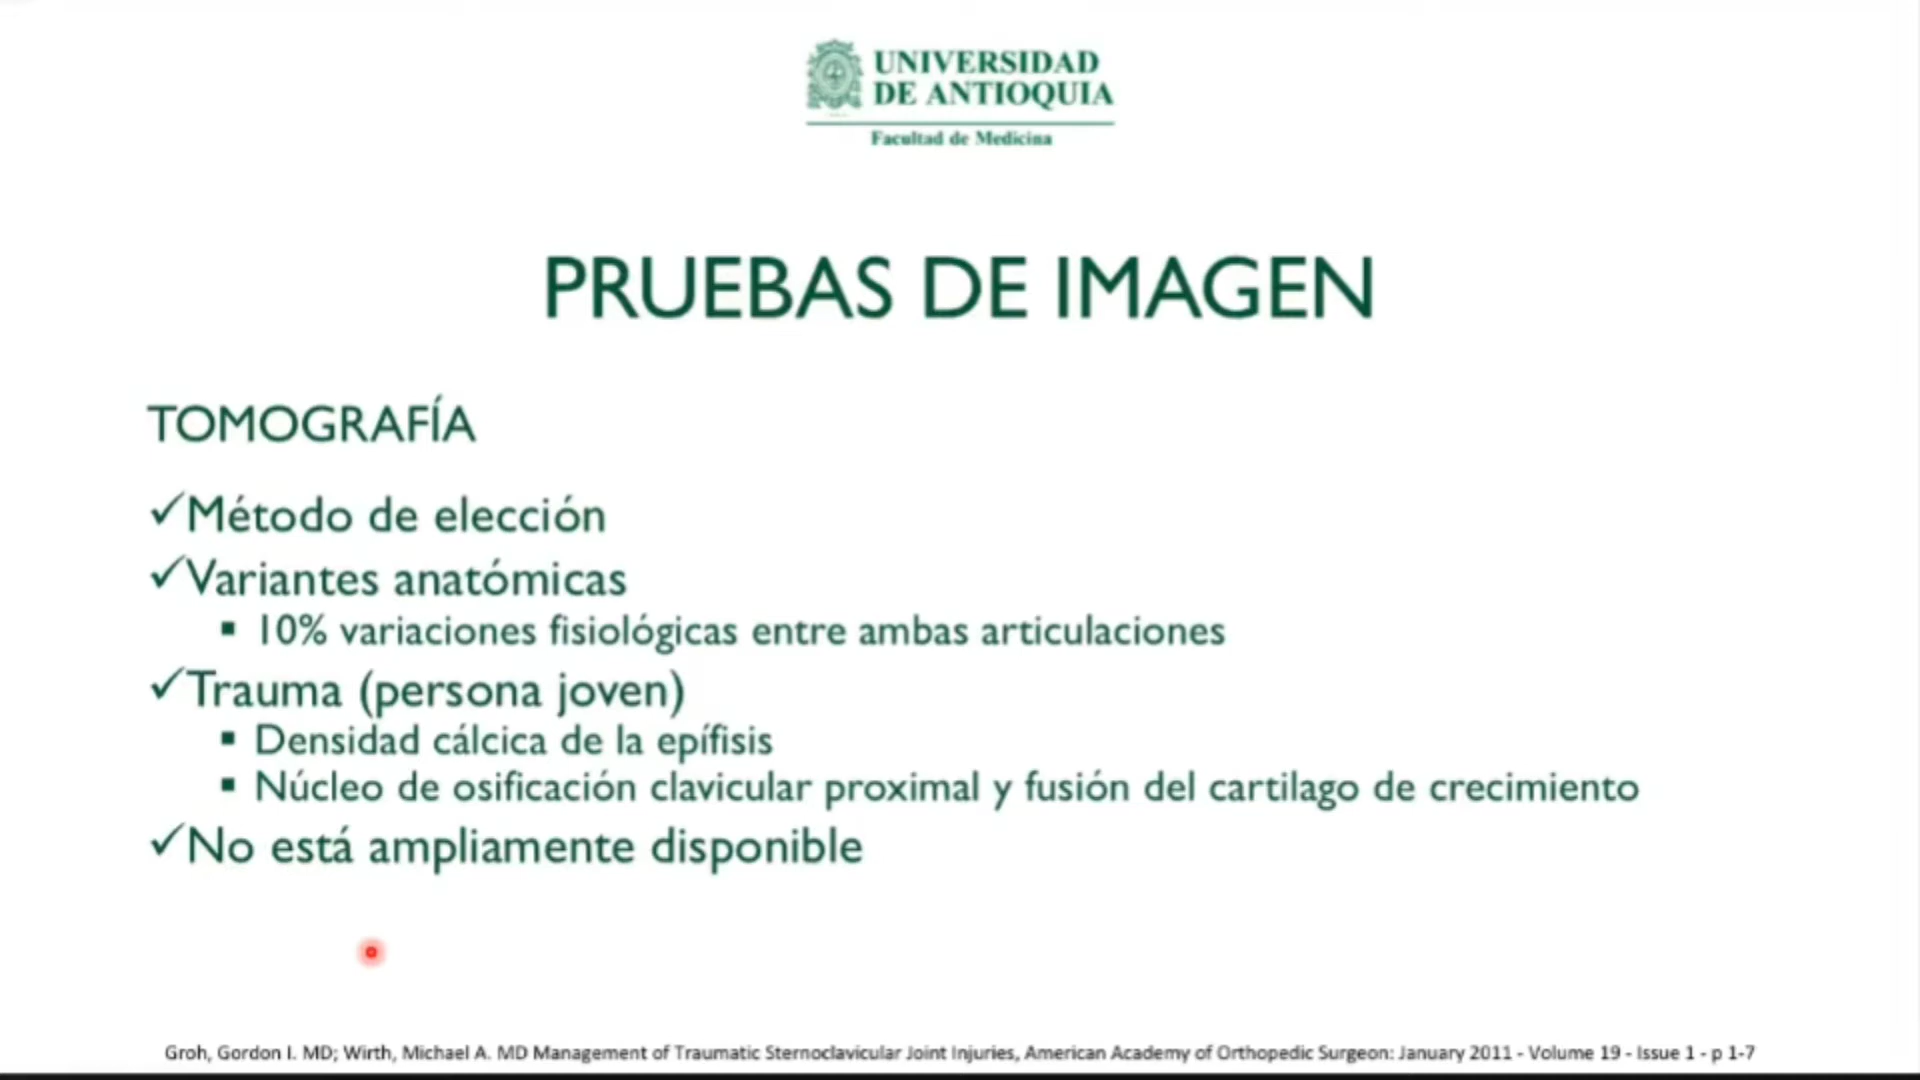 UNIVERSIDAD
DE ANTIOQUIA
Facultad de Medicina
PRUEBAS DE IMAGEN
TOMOGRAFÍA
✓Método de elección
✓Variantes anatómicas
▪ 10% variaciones fisiológicas entre ambas articulaciones
✓Trauma (persona joven)
▪ Densidad cálcica de la epífisis
▪ Núcleo de osificación clavicular proximal y fusión del cartilago de crecimiento
✓No está ampliamente disponible
Groh, Gordon I. MD; Wirth, Michael A. MD Management of Traumatic Sternoclavicular Joint Injuries, American Academy of Orthopedic Surgeon: January 2011 - Volume 19 - Issue 1 - p 1-7